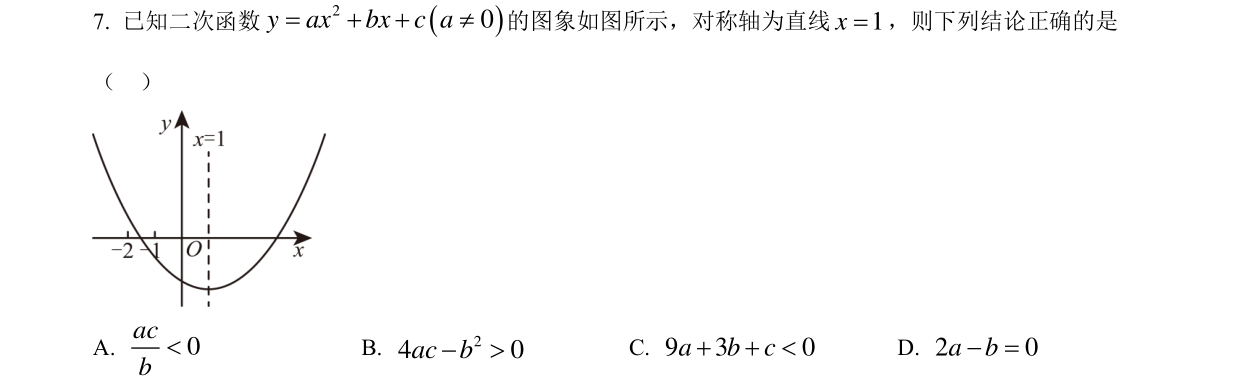 7. 已知二次函数 y = ax² + bx + c (a ≠ 0) 的图象如图所示，对称轴为直线 x = 1，则下列结论正确的是
（ ）
y
x=1
-2 -1 O x
A. ac/b < 0 B. 4ac − b² > 0 C. 9a + 3b + c < 0 D. 2a − b = 0